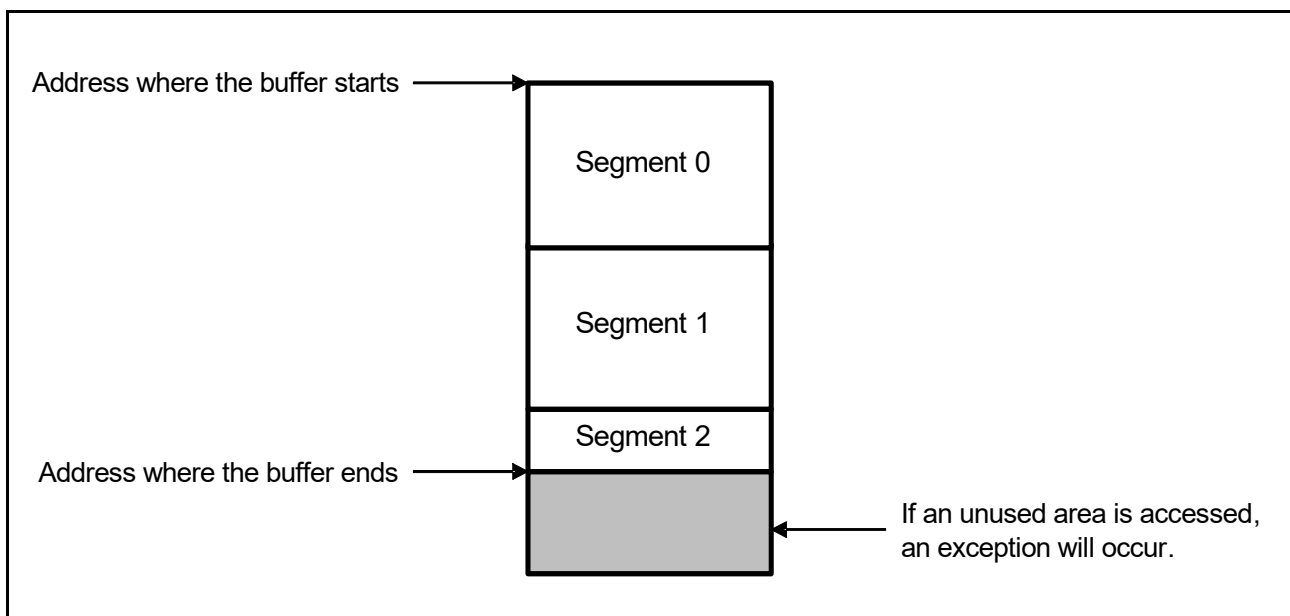 Address where the buffer starts
Segment 0
Segment 1
Segment 2
Address where the buffer ends
If an unused area is accessed,
an exception will occur.